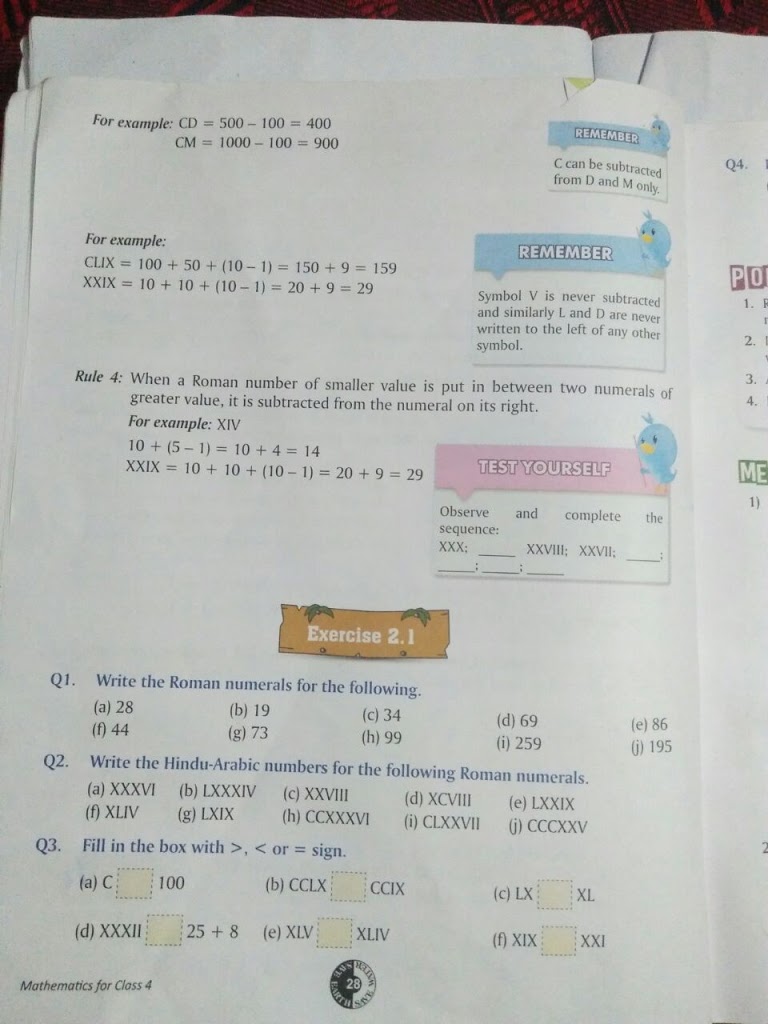 For example: CD = 500 – 100 = 400
CM = 1000 – 100 = 900
REMEMBER
C can be subtracted
from D and M only.
For example:
CLIX = 100 + 50 + (10 – 1) = 150 + 9 = 159
XXIX = 10 + 10 + (10 – 1) = 20 + 9 = 29
REMEMBER
Symbol V is never subtracted
and similarly L and D are never
written to the left of any other
symbol.
Rule 4: When a Roman number of smaller value is put in between two numerals of
greater value, it is subtracted from the numeral on its right.
For example: XIV
10 + (5 – 1) = 10 + 4 = 14
XXIX = 10 + 10 + (10 – 1) = 20 + 9 = 29
TEST YOURSELF
Observe and complete the
sequence:
XXX; _____ XXVIII; XXVII; _____;
_____; _____; _____
Exercise 2.1
Q1. Write the Roman numerals for the following.
(a) 28 (b) 19 (c) 34 (d) 69 (e) 86
(f) 44 (g) 73 (h) 99 (i) 259 (j) 195
Q2. Write the Hindu-Arabic numbers for the following Roman numerals.
(a) XXXVI (b) LXXXIV (c) XXVIII (d) XCVIII (e) LXXIX
(f) XLIV (g) LXIX (h) CCXXXVI (i) CLXXVII (j) CCCXXV
Q3. Fill in the box with >, < or = sign.
(a) C 100 (b) CCLX CCIX (c) LX XL
(d) XXXII 25 + 8 (e) XLV XLIV (f) XIX XXI
Mathematics for Class 4
28
Q4.
1.
2.
3.
4.
ME
1)
2